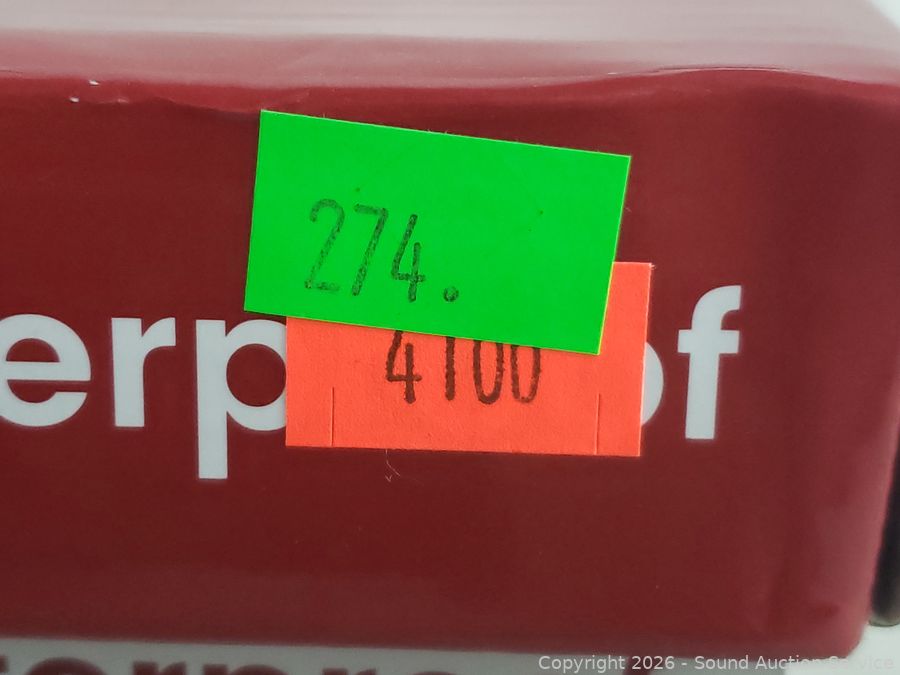 274.
erp of
4100
Copyright 2026 - Sound Auction Service